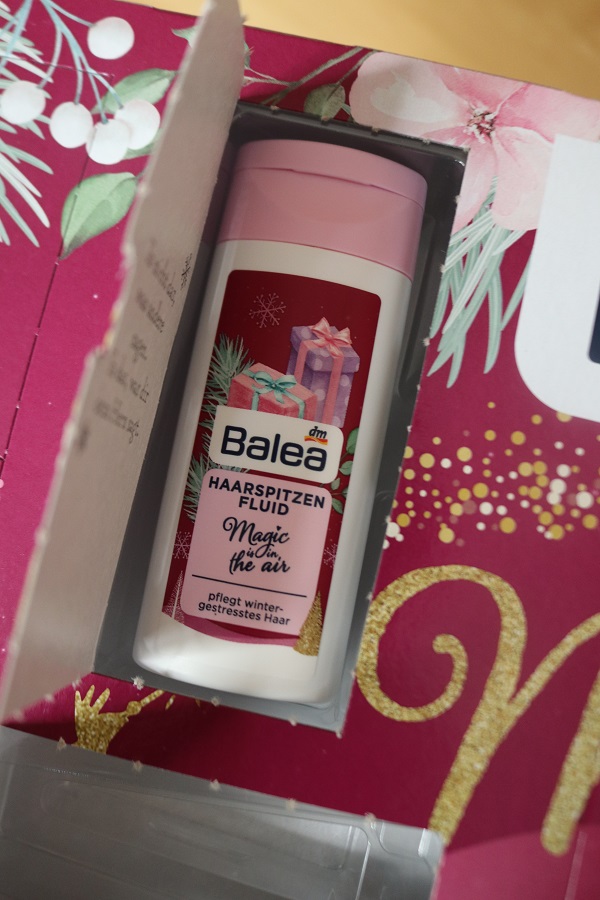 dm
Balea
HAARSPITZEN
FLUID
Magic
is in
the air
pflegt winter-
gestresstes Haar